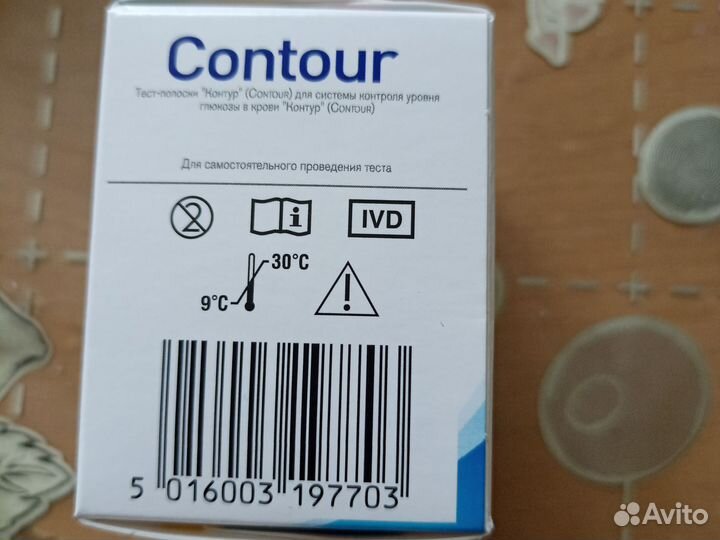 Contour
Тест-полоски "Контур" (Contour) для системы контроля уровня
глюкозы в крови "Контур" (Contour)
Для самостоятельного проведения теста
2
i
IVD
30°C
9°C
!
5 016003 197703
Avito